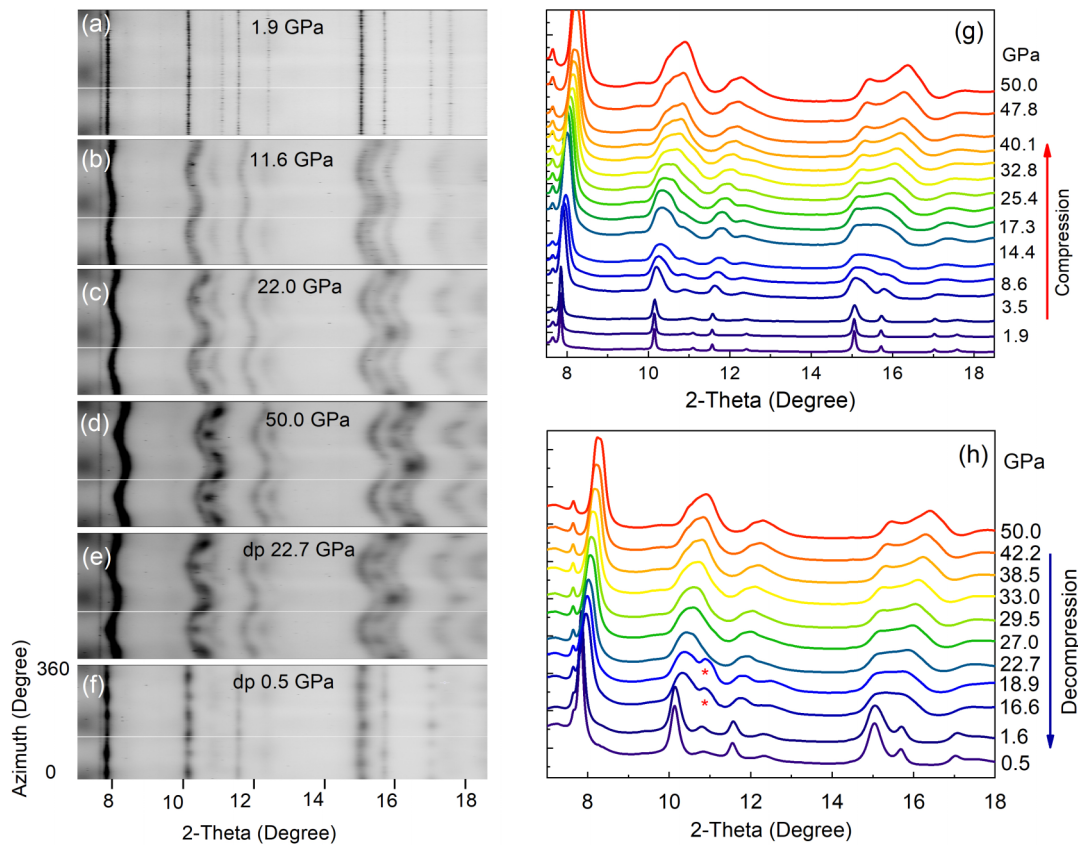 (a)
1.9 GPa
(b)
11.6 GPa
(c)
22.0 GPa
(d)
50.0 GPa
(e)
dp 22.7 GPa
(f)
dp 0.5 GPa
360
0
Azimuth (Degree)
8 10 12 14 16 18
2-Theta (Degree)
(g)
GPa
50.0
47.8
40.1
32.8
25.4
17.3
14.4
8.6
3.5
1.9
Compression
8 10 12 14 16 18
2-Theta (Degree)
(h)
GPa
50.0
42.2
38.5
33.0
29.5
27.0
22.7
18.9
16.6
1.6
0.5
*
*
Decompression
8 10 12 14 16 18
2-Theta (Degree)